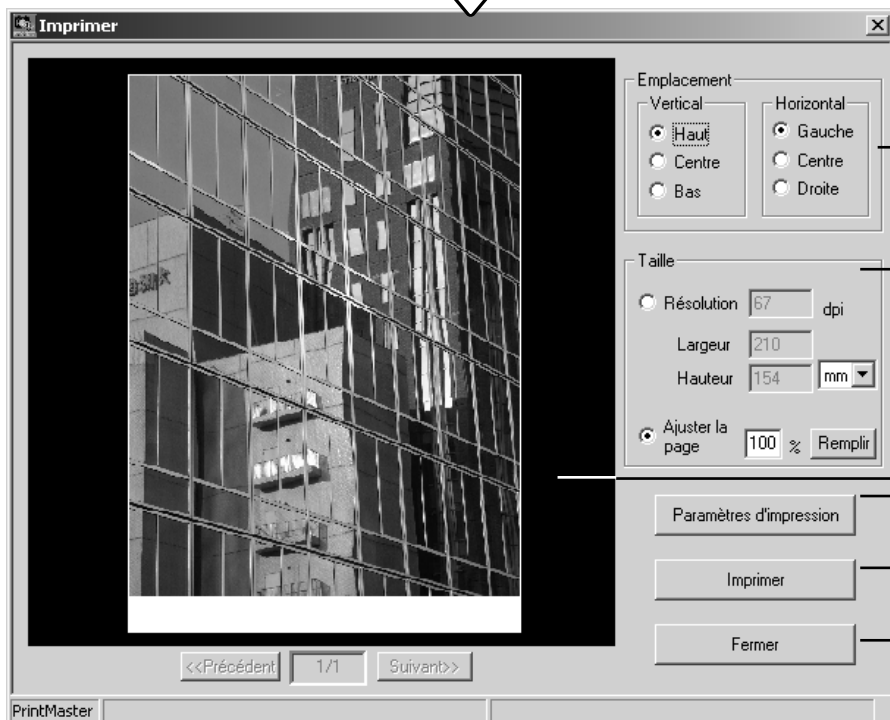 Imprimer
Emplacement
Vertical
Haut
Centre
Bas
Horizontal
Gauche
Centre
Droite
Taille
Résolution 67 dpi
Largeur 210
Hauteur 154 mm
Ajuster la
page 100 % Remplir
Paramètres d'impression
Imprimer
Fermer
<<Précédent 1/1 Suivant>>
PrintMaster